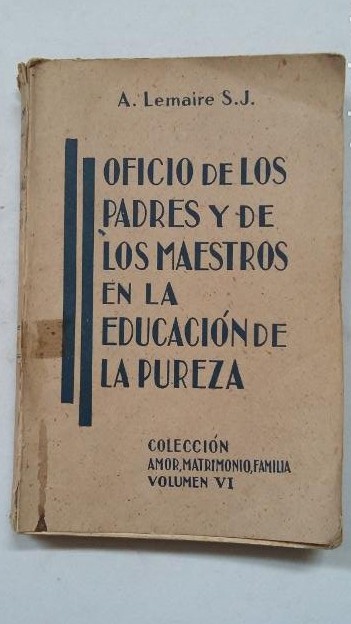 A. Lemaire S.J.
OFICIO DE LOS
PADRES Y DE
LOS MAESTROS
EN LA
EDUCACIÓN DE
LA PUREZA
COLECCIÓN
AMOR, MATRIMONIO, FAMILIA
VOLUMEN VI